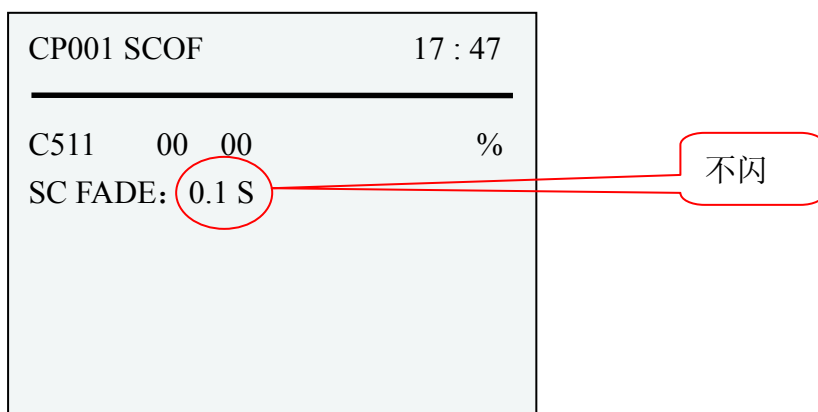 CP001 SCOF 17 : 47
C511 00 00 %
SC FADE：0.1 S
不闪